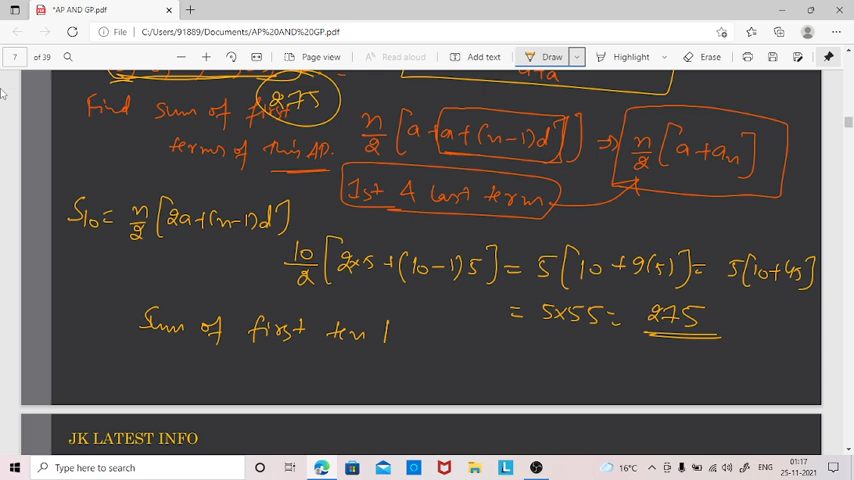 *AP AND GP.pdf
File C:/Users/91889/Documents/AP%20AND%20GP.pdf
7 of 39 Page view Read aloud Add text Draw Highlight Erase
a+a
275
Find sum of first
terms of this AP.
n/2 [a+a+(n-1)d] ⇒ n/2 [a+an]
1st 4 last term
S10= n/2 [2a+(n-1)d]
10/2 [2×5+(10-1)5] = 5[10+9(5)] = 5[10+45]
= 5×55= 275
Sum of first ten
JK LATEST INFO
Type here to search 16°C ENG 01:17
25-11-2021